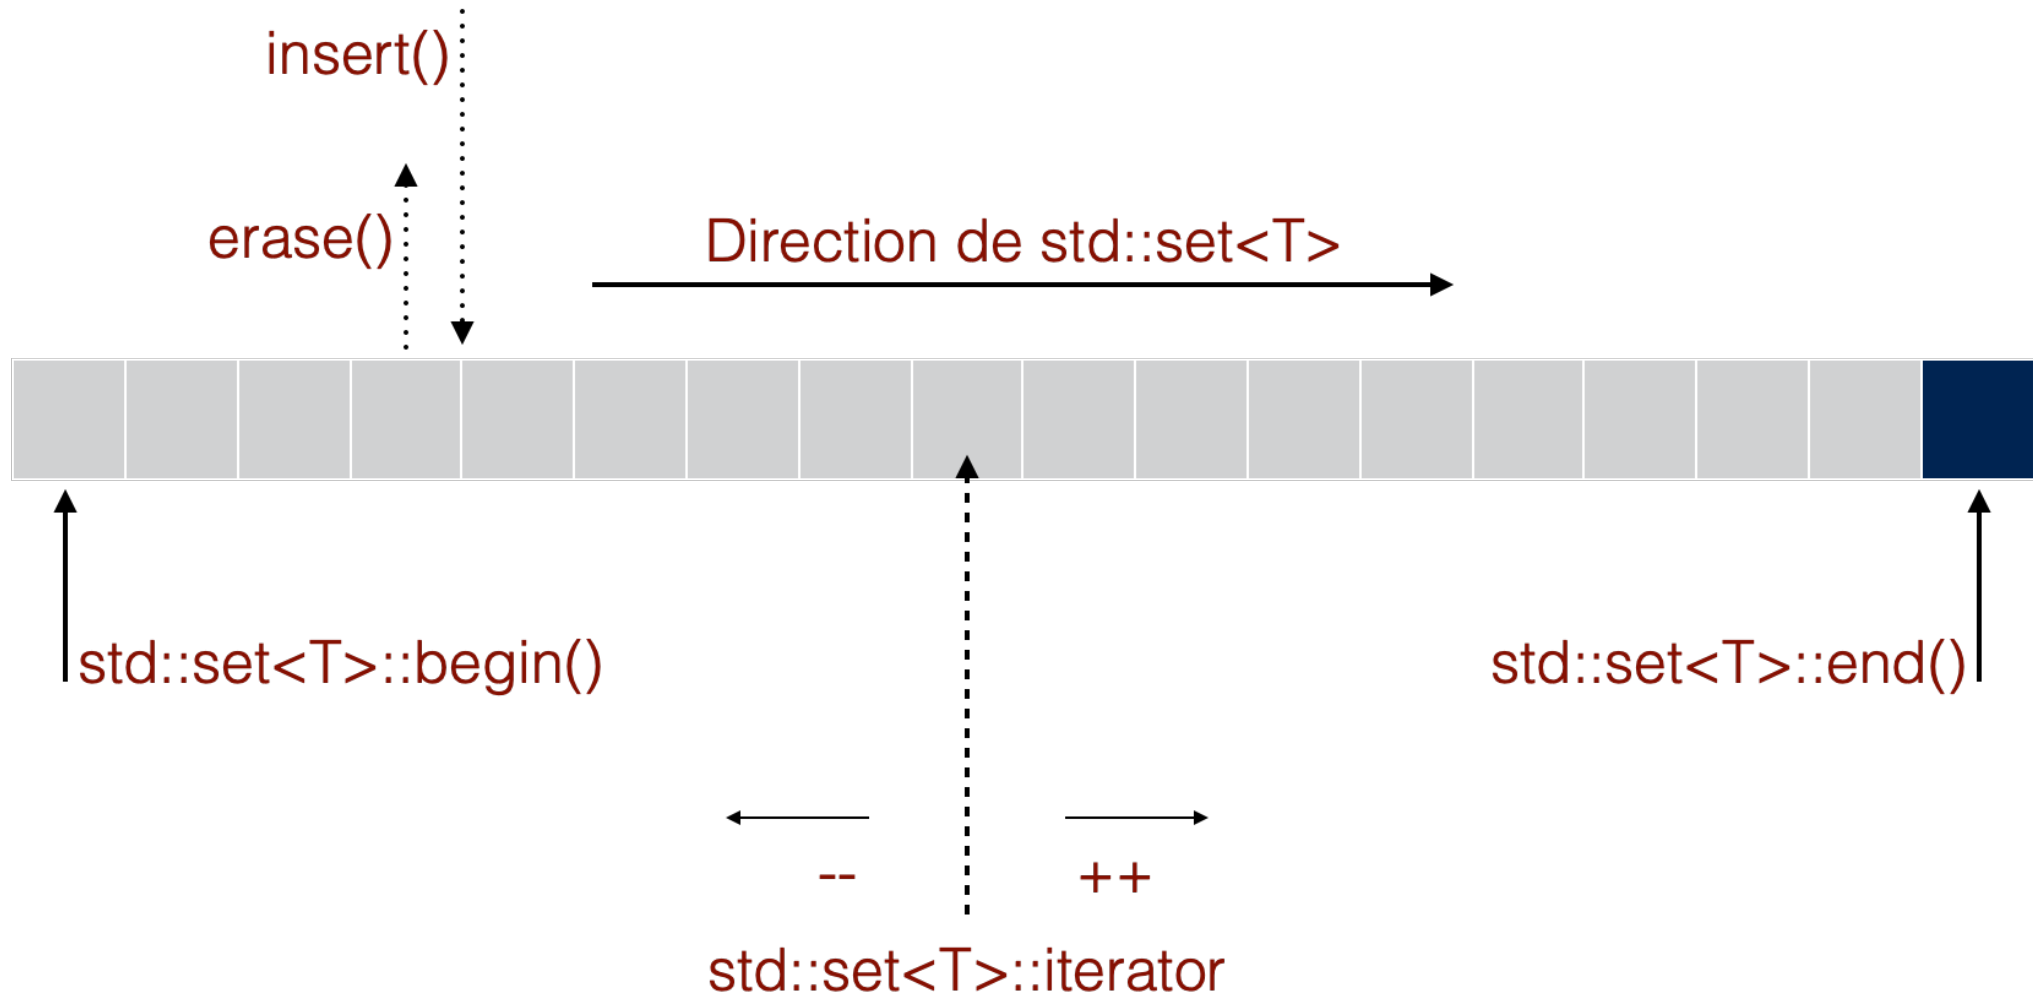 insert()
erase()
Direction de std::set<T>
std::set<T>::begin()
std::set<T>::end()
--
++
std::set<T>::iterator